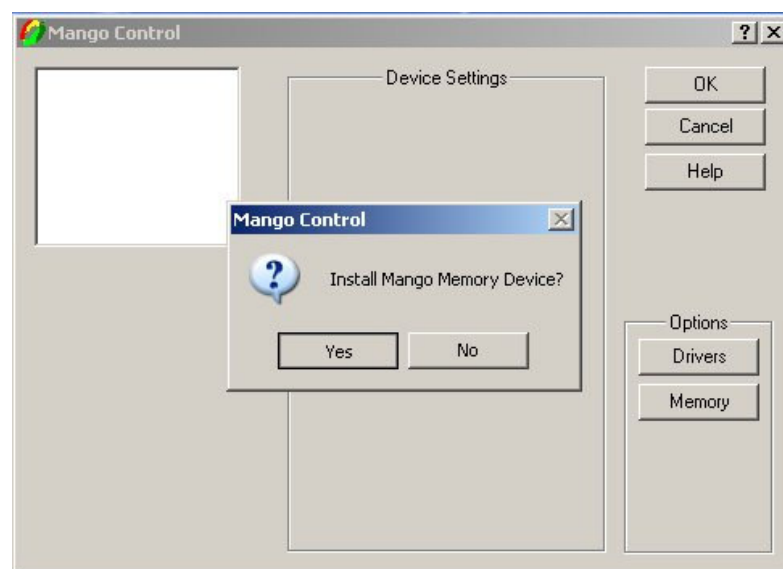 Mango Control
Device Settings
OK
Cancel
Help
Mango Control
Install Mango Memory Device?
Yes
No
Options
Drivers
Memory